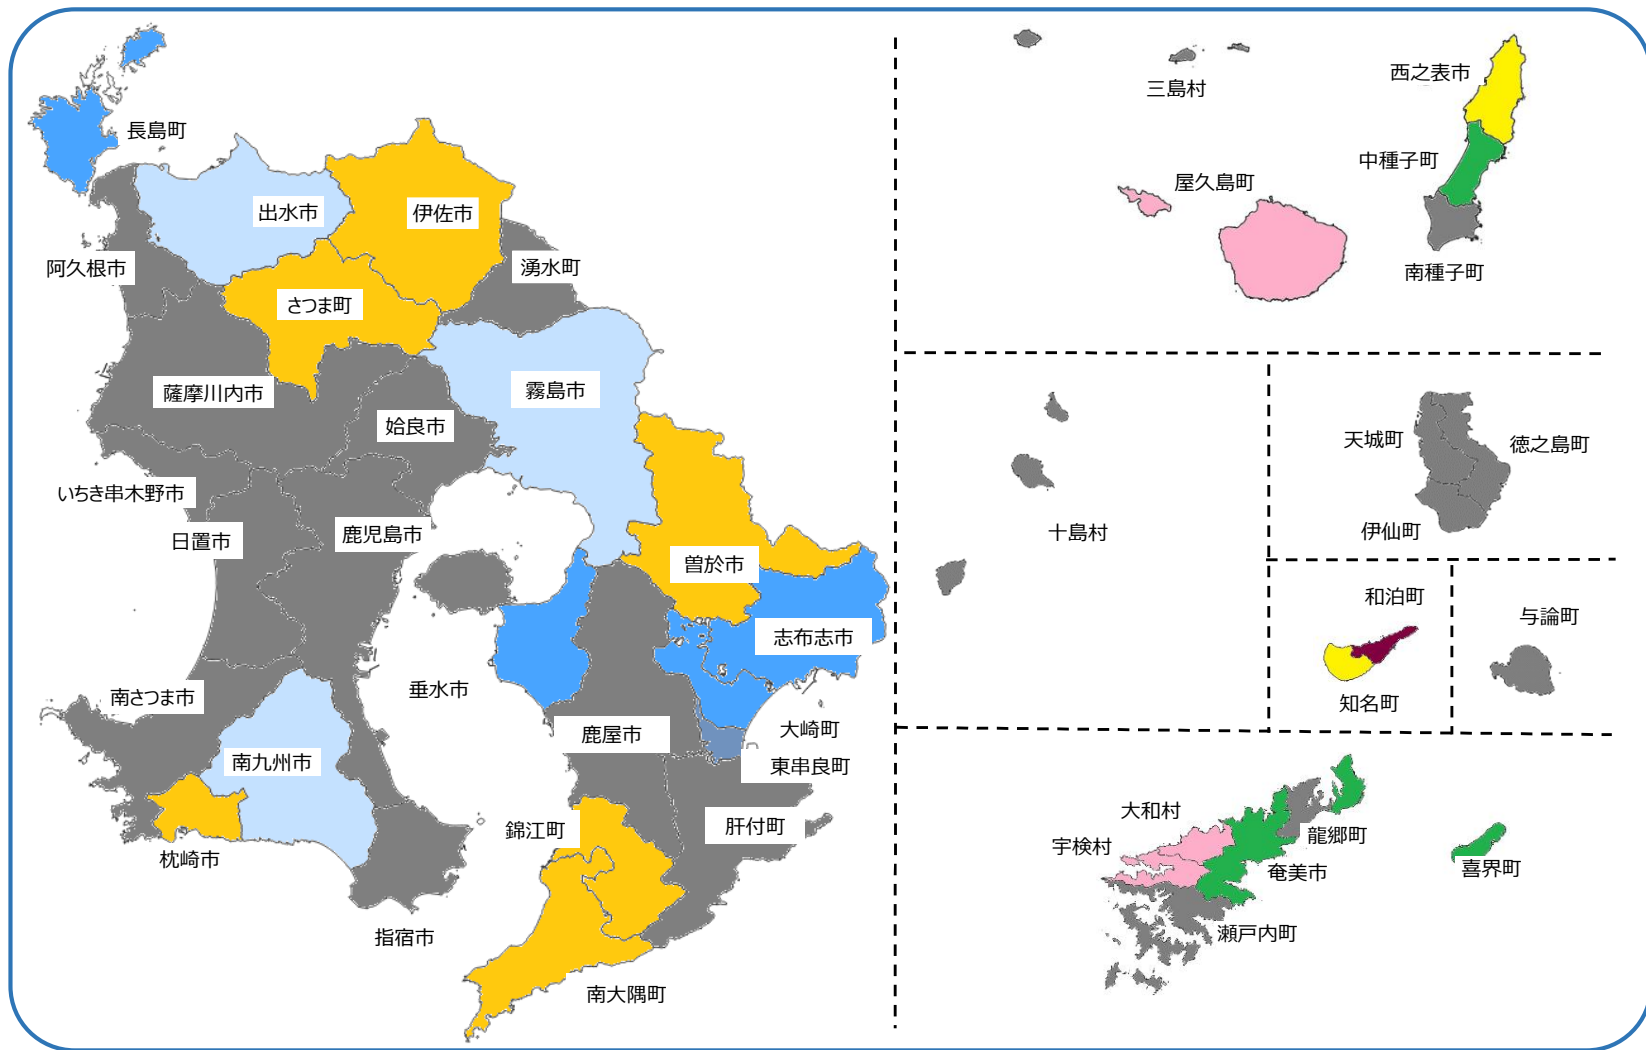 長島町
出水市
伊佐市
阿久根市
湧水町
さつま町
薩摩川内市
霧島市
姶良市
いちき串木野市
日置市
鹿児島市
曽於市
志布志市
垂水市
南さつま市
大崎町
鹿屋市
南九州市
東串良町
錦江町
肝付町
枕崎市
指宿市
南大隅町
三島村
西之表市
中種子町
屋久島町
南種子町
十島村
天城町
徳之島町
伊仙町
和泊町
知名町
与論町
大和村
宇検村
龍郷町
奄美市
喜界町
瀬戸内町